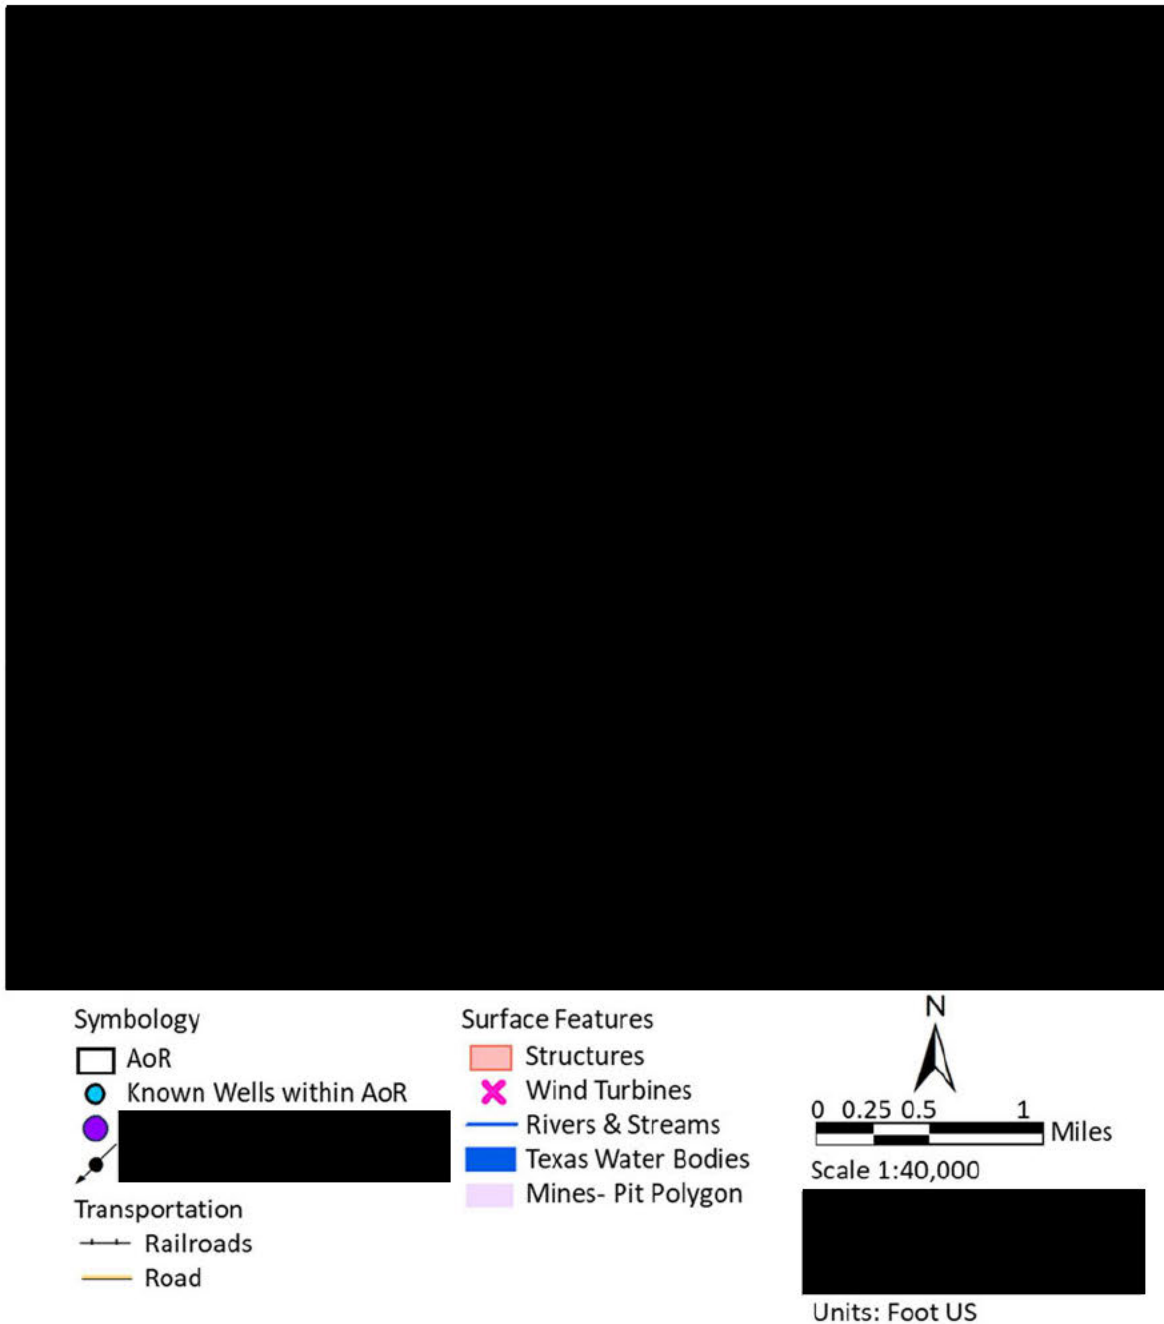 Symbology
AoR
Known Wells within AoR
Transportation
Railroads
Road
Surface Features
Structures
Wind Turbines
Rivers & Streams
Texas Water Bodies
Mines- Pit Polygon
N
0 0.25 0.5 1
Miles
Scale 1:40,000
Units: Foot US